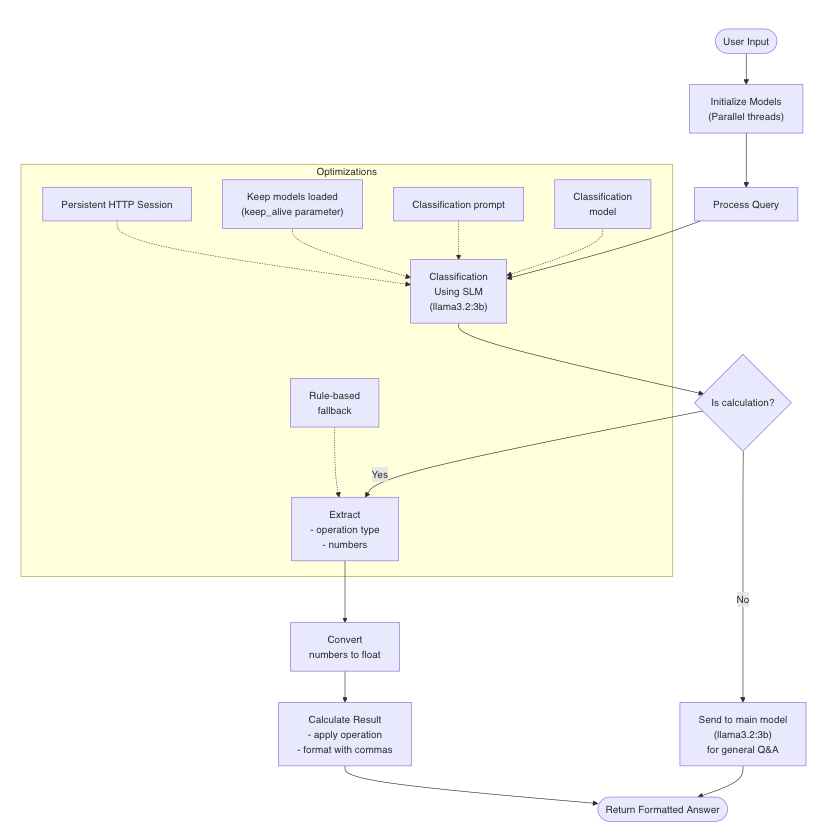 User Input
Initialize Models
(Parallel threads)
Optimizations
Persistent HTTP Session
Keep models loaded
(keep_alive parameter)
Classification prompt
Classification
model
Process Query
Classification
Using SLM
(llama3.2:3b)
Rule-based
fallback
Is calculation?
Yes
Extract
- operation type
- numbers
No
Convert
numbers to float
Calculate Result
- apply operation
- format with commas
Send to main model
(llama3.2:3b)
for general Q&A
Return Formatted Answer